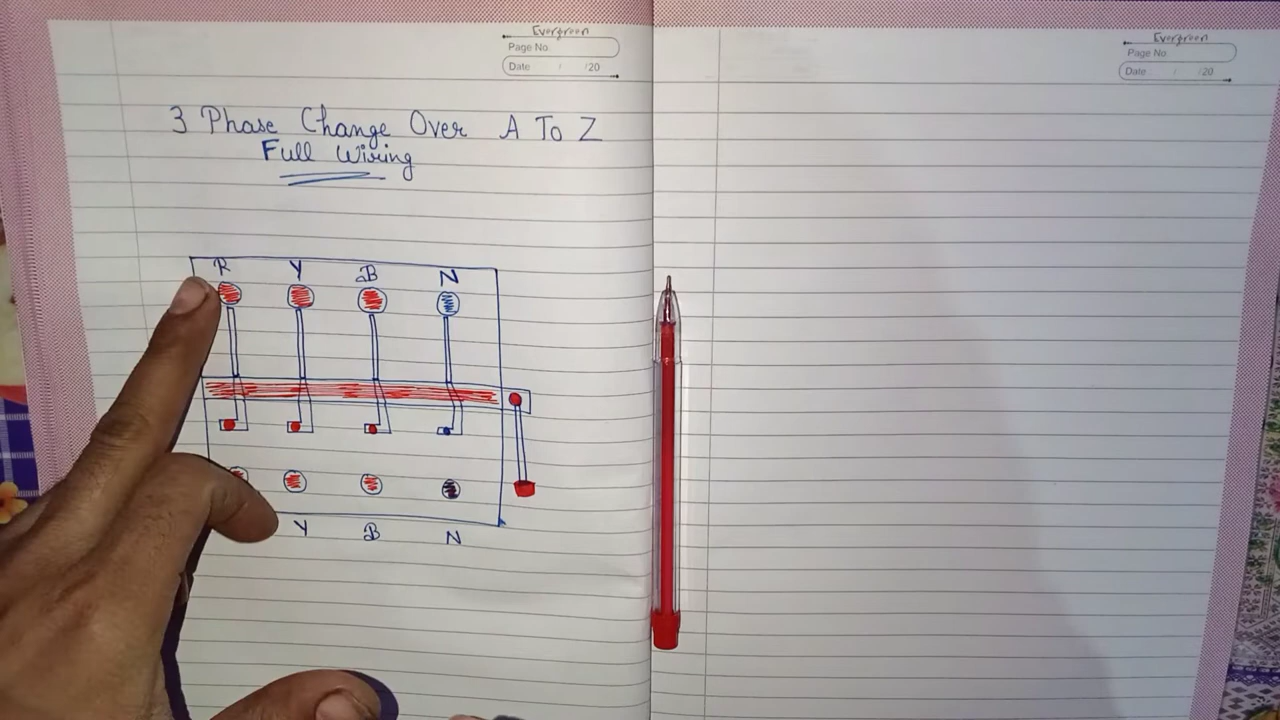 Evergreen
Page No
Date / /20
Evergreen
Page No
Date / /20
3 Phase Change Over A To Z
Full Wiring
R Y B N
Y B N